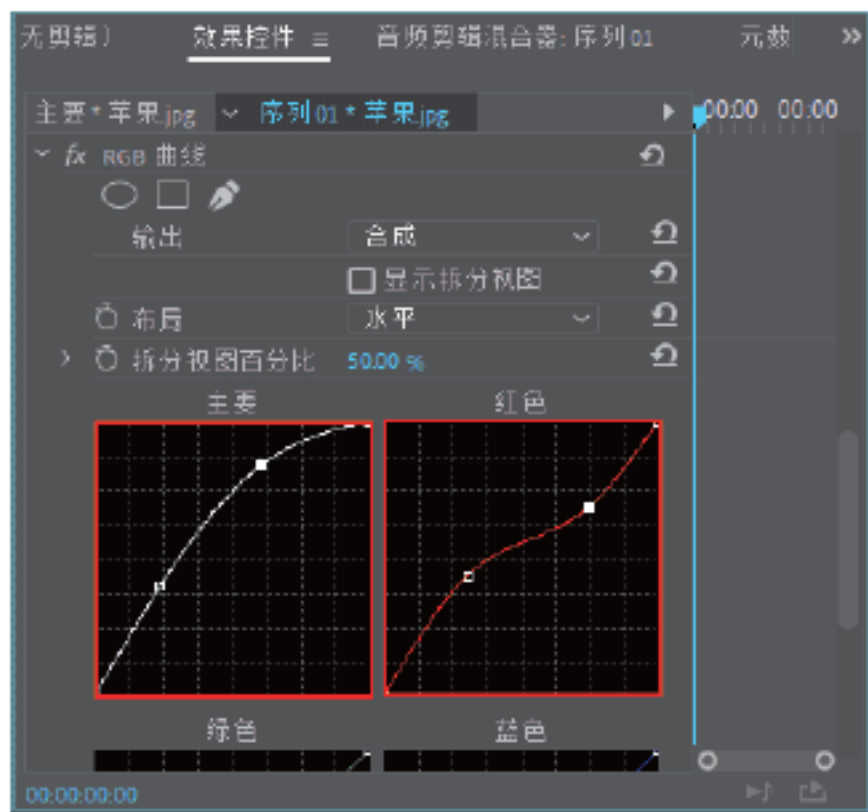 无剪辑） 效果控件 ≡ 音频剪辑混合器: 序列 01 元数 »
主要 * 苹果.jpg 序列 01 * 苹果.jpg 00:00 00:00
fx RGB 曲线
输出 合成
显示拆分视图
布局 水平
拆分视图百分比 50.00 %
主要 红色
绿色 蓝色
00:00:00:00